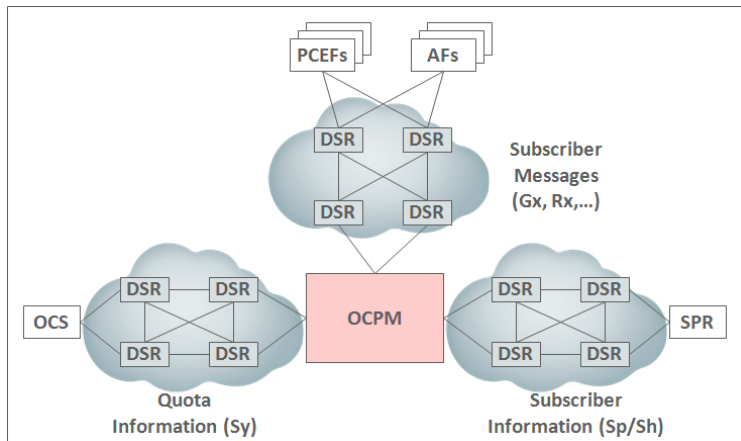 PCEFs
AFs
DSR
DSR
Subscriber
Messages
(Gx, Rx,...)
DSR
DSR
DSR
DSR
OCPM
DSR
DSR
OCS
SPR
DSR
DSR
DSR
DSR
Quota
Information (Sy)
Subscriber
Information (Sp/Sh)